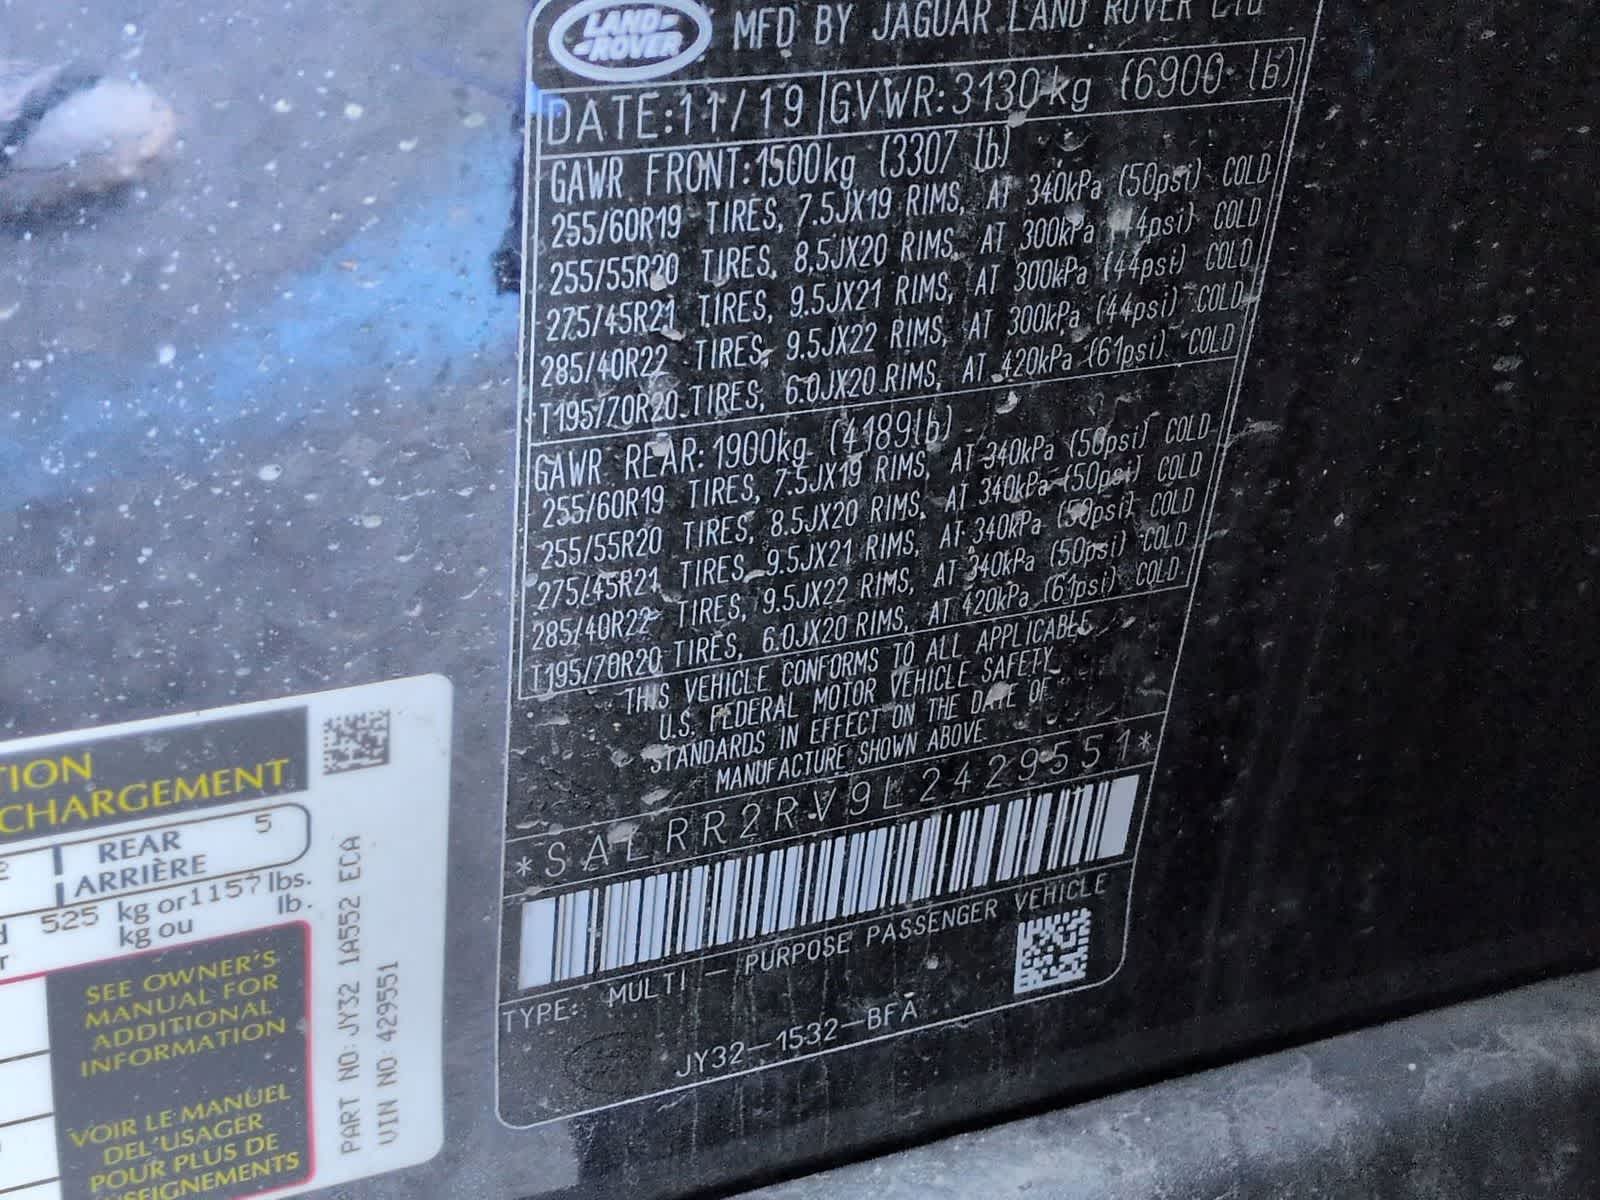 LAND-
-ROVER
MFD BY JAGUAR LAND ROVER Ltd
DATE:11/19 GVWR:3130kg (6900 lb)
GAWR FRONT:1500kg (3307 lb)
255/60R19 TIRES, 7.5JX19 RIMS, AT 340kPa (50psi) COLD
255/55R20 TIRES, 8.5JX20 RIMS, AT 300kPa (44psi) COLD
275/45R21 TIRES, 9.5JX21 RIMS, AT 300kPa (44psi) COLD
285/40R22 TIRES, 9.5JX22 RIMS, AT 300kPa (44psi) COLD
T195/70R20 TIRES, 6.0JX20 RIMS, AT 420kPa (61psi) COLD
GAWR REAR: 1900kg (4189lb)
255/60R19 TIRES, 7.5JX19 RIMS, AT 340kPa (50psi) COLD
255/55R20 TIRES, 8.5JX20 RIMS, AT 340kPa (50psi) COLD
275/45R21 TIRES, 9.5JX21 RIMS, AT 340kPa (50psi) COLD
285/40R22 TIRES, 9.5JX22 RIMS, AT 340kPa (50psi) COLD
T195/70R20 TIRES, 6.0JX20 RIMS, AT 420kPa (61psi) COLD
THIS VEHICLE CONFORMS TO ALL APPLICABLE
U.S. FEDERAL MOTOR VEHICLE SAFETY
STANDARDS IN EFFECT ON THE DATE OF
MANUFACTURE SHOWN ABOVE
*SALRR2RV9L2429551*
TYPE: MULTI - PURPOSE PASSENGER VEHICLE
JY32-1532-BFA
TION
CHARGEMENT
2 REAR 5
ARRIÈRE
525 kg or 1157 lbs.
kg ou lb.
SEE OWNER'S
MANUAL FOR
ADDITIONAL
INFORMATION
VOIR LE MANUEL
DEL'USAGER
POUR PLUS DE
NSEIGNEMENTS
PART NO: JY32 1A552 ECA
VIN NO: 429551